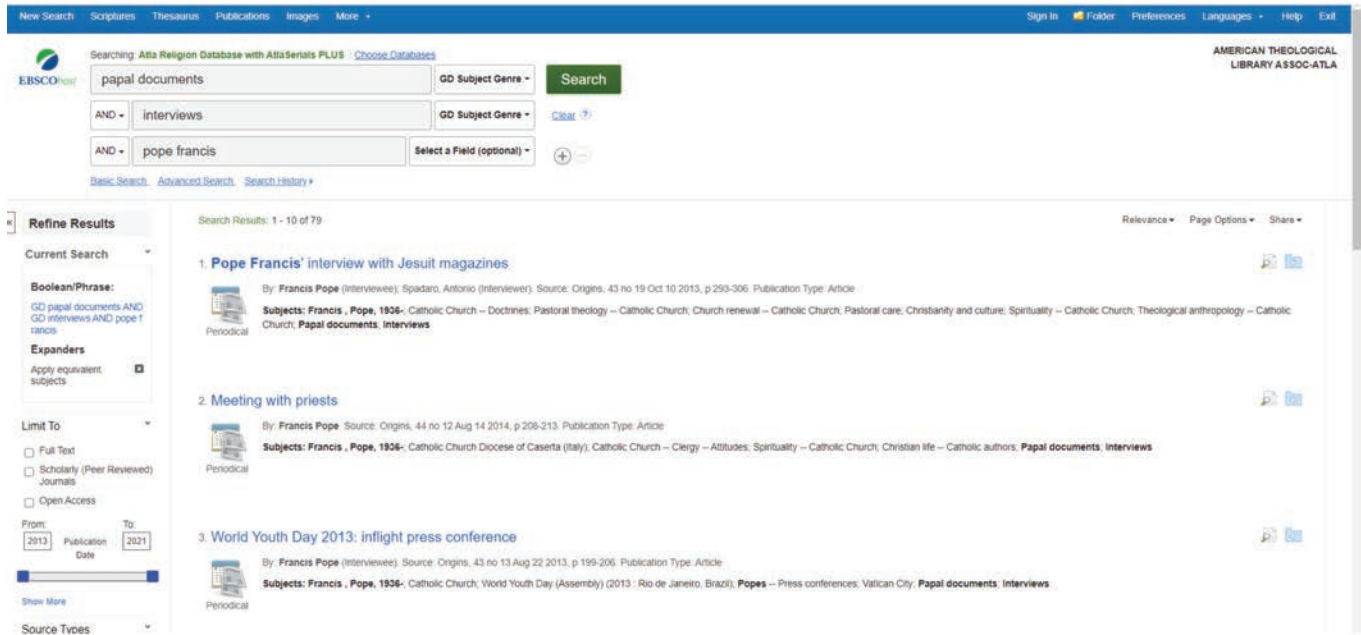 New Search Scriptures Thesaurus Publications Images More
Sign In Folder Preferences Languages Help Exit
EBSCOhost
Searching: Atla Religion Database with AtlaSerials PLUS Choose Databases
AMERICAN THEOLOGICAL
LIBRARY ASSOC-ATLA
papal documents GD Subject Genre Search
AND interviews GD Subject Genre Clear ?
AND pope francis Select a Field (optional) + −
Basic Search Advanced Search Search History
Refine Results
Current Search
Boolean/Phrase:
GD papal documents AND
GD interviews AND pope f
rancis
Expanders
Apply equivalent
subjects
Limit To
Full Text
Scholarly (Peer Reviewed)
Journals
Open Access
From: To:
2013 Publication 2021
Date
Show More
Source Types
Search Results: 1 - 10 of 79
Relevance Page Options Share
1. Pope Francis' interview with Jesuit magazines
By: Francis Pope (Interviewee); Spadaro, Antonio (Interviewer). Source: Origins, 43 no 19 Oct 10 2013, p 293-306. Publication Type: Article
Subjects: Francis , Pope, 1936-; Catholic Church -- Doctrines; Pastoral theology -- Catholic Church; Church renewal -- Catholic Church; Pastoral care; Christianity and culture; Spirituality -- Catholic Church; Theological anthropology -- Catholic
Church; Papal documents; Interviews
Periodical
2. Meeting with priests
By: Francis Pope. Source: Origins, 44 no 12 Aug 14 2014, p 208-213. Publication Type: Article
Subjects: Francis , Pope, 1936-; Catholic Church Diocese of Caserta (Italy); Catholic Church -- Clergy -- Attitudes; Spirituality -- Catholic Church; Christian life -- Catholic authors; Papal documents; Interviews
Periodical
3. World Youth Day 2013: inflight press conference
By: Francis Pope (Interviewee). Source: Origins, 43 no 13 Aug 22 2013, p 199-206. Publication Type: Article
Subjects: Francis , Pope, 1936-; Catholic Church; World Youth Day (Assembly) (2013 : Rio de Janeiro, Brazil); Popes -- Press conferences; Vatican City; Papal documents; Interviews
Periodical